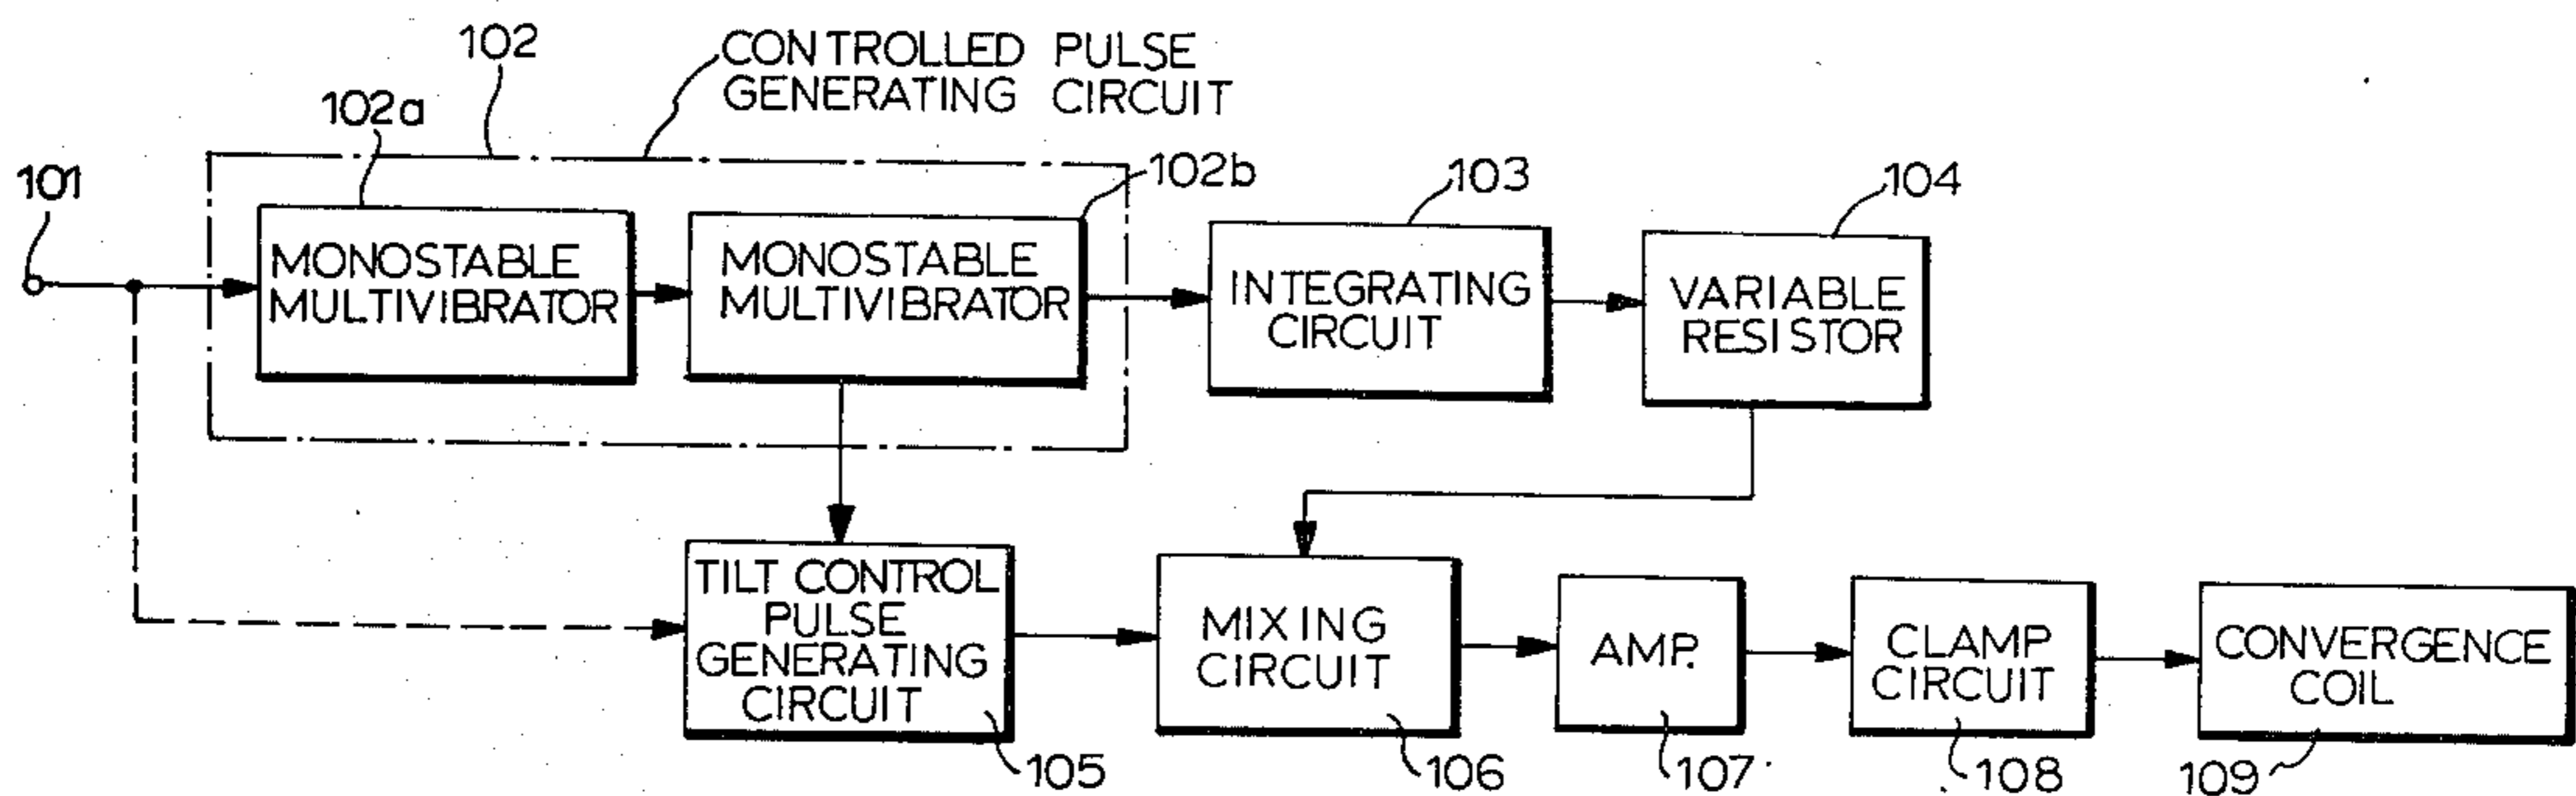 102
CONTROLLED PULSE
GENERATING CIRCUIT
102a
101
102b
103
104
MONOSTABLE
MULTIVIBRATOR
MONOSTABLE
MULTIVIBRATOR
INTEGRATING
CIRCUIT
VARIABLE
RESISTOR
TILT CONTROL
PULSE
GENERATING
CIRCUIT
MIXING
CIRCUIT
AMP.
CLAMP
CIRCUIT
CONVERGENCE
COIL
105
106
107
108
109